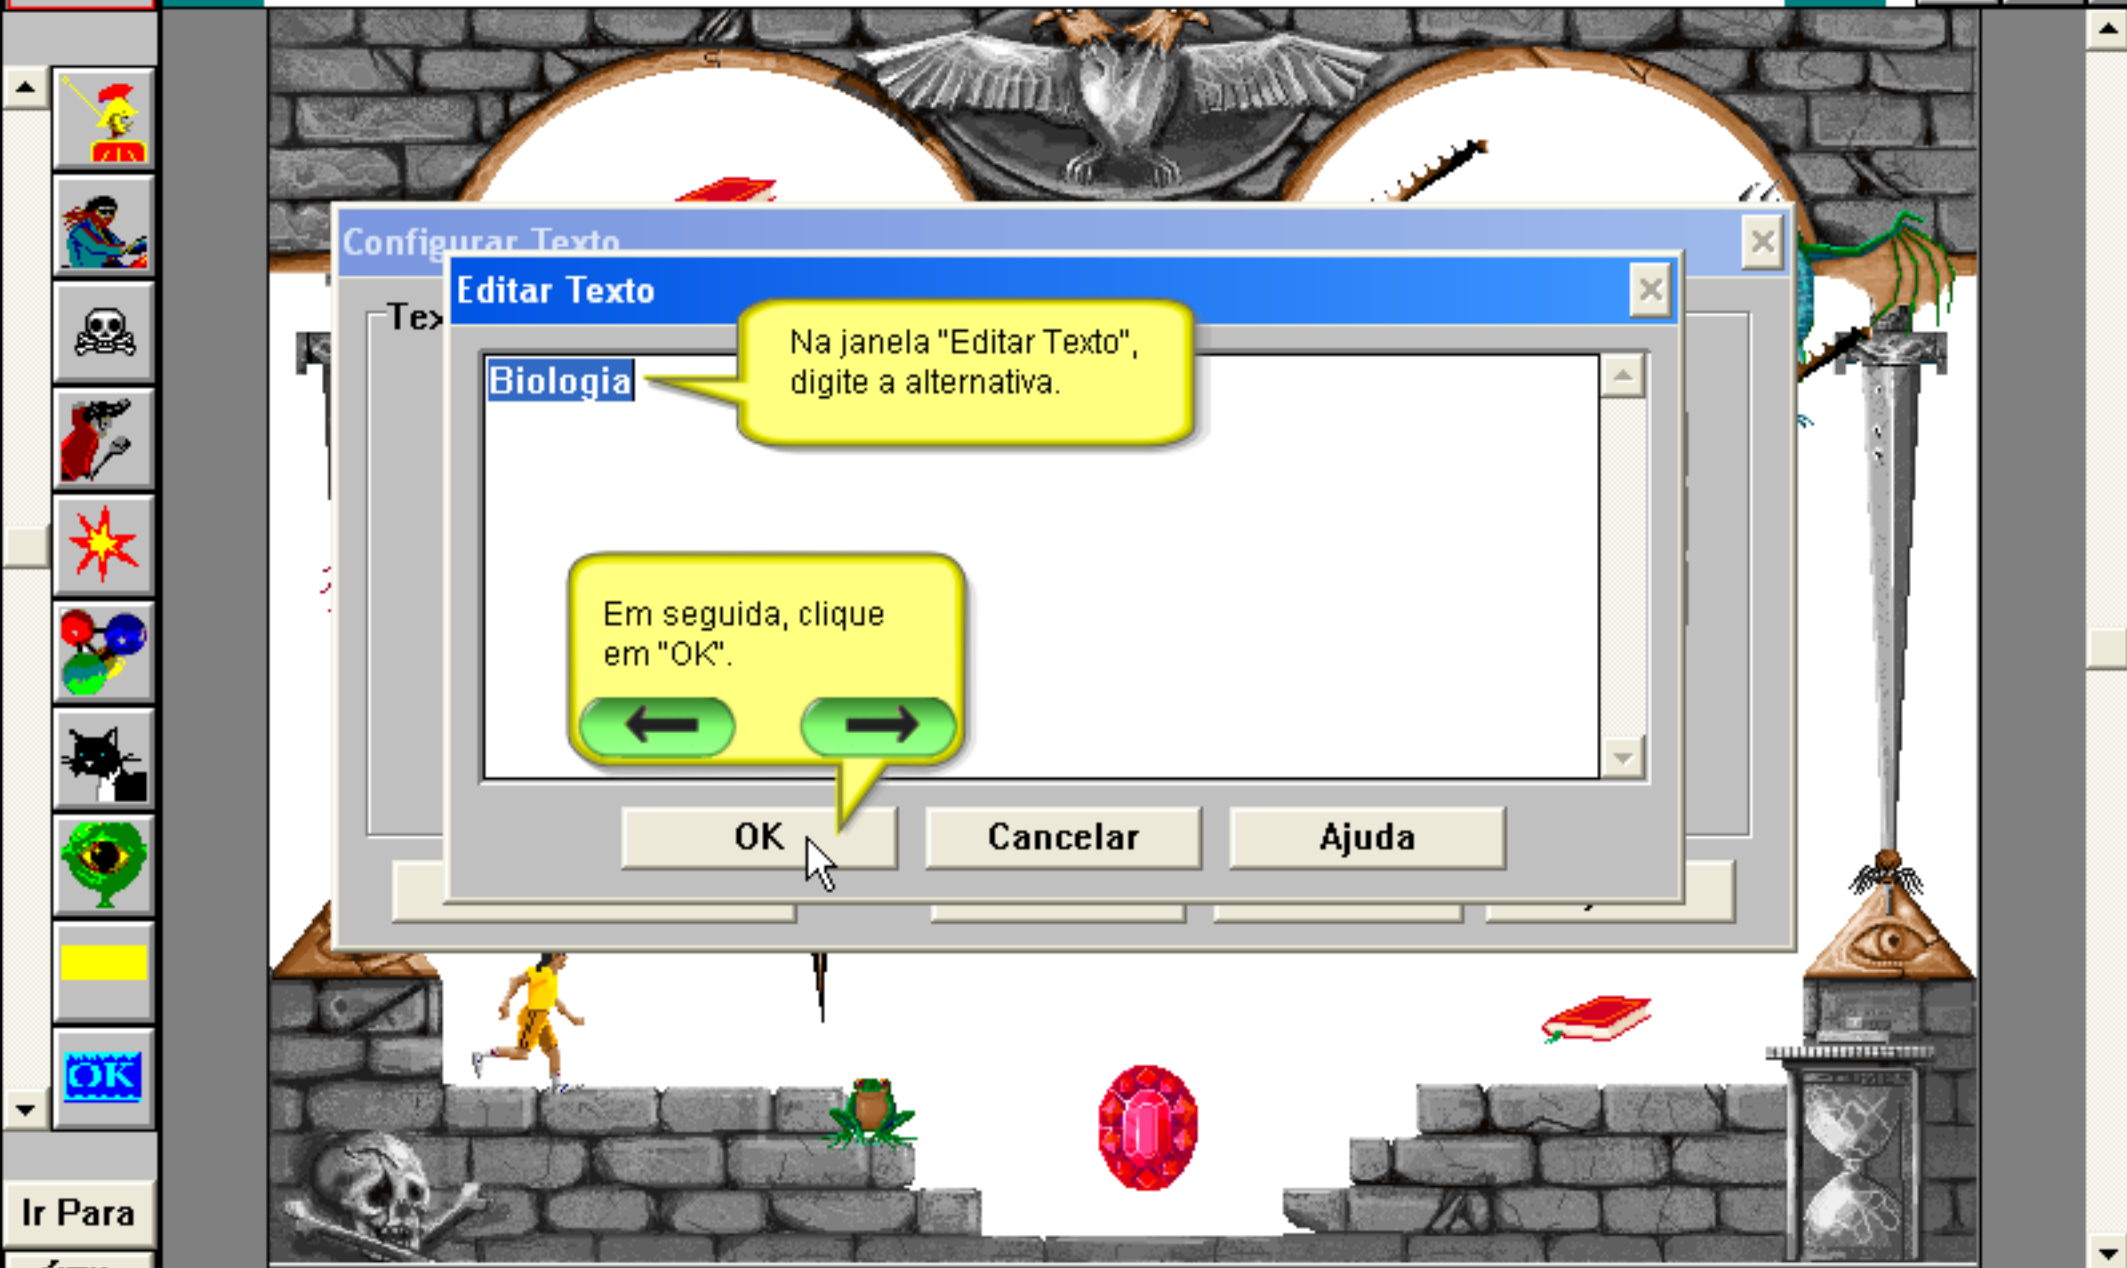 Configurar Texto
Editar Texto
Na janela "Editar Texto",
digite a alternativa.
Biologia
Em seguida, clique
em "OK".
OK
Cancelar
Ajuda
OK
Ir Para